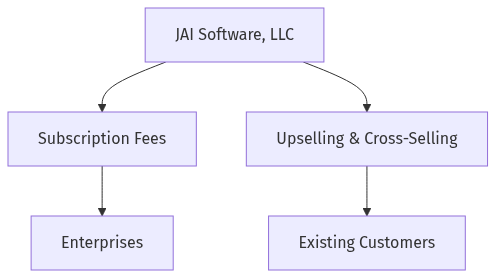 JAI Software, LLC
Subscription Fees
Upselling & Cross-Selling
Enterprises
Existing Customers